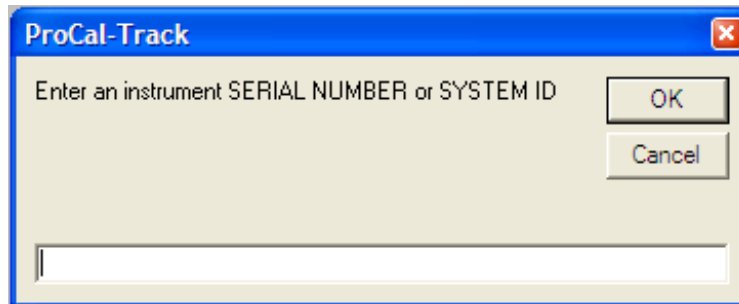 ProCal-Track
Enter an instrument SERIAL NUMBER or SYSTEM ID
OK
Cancel